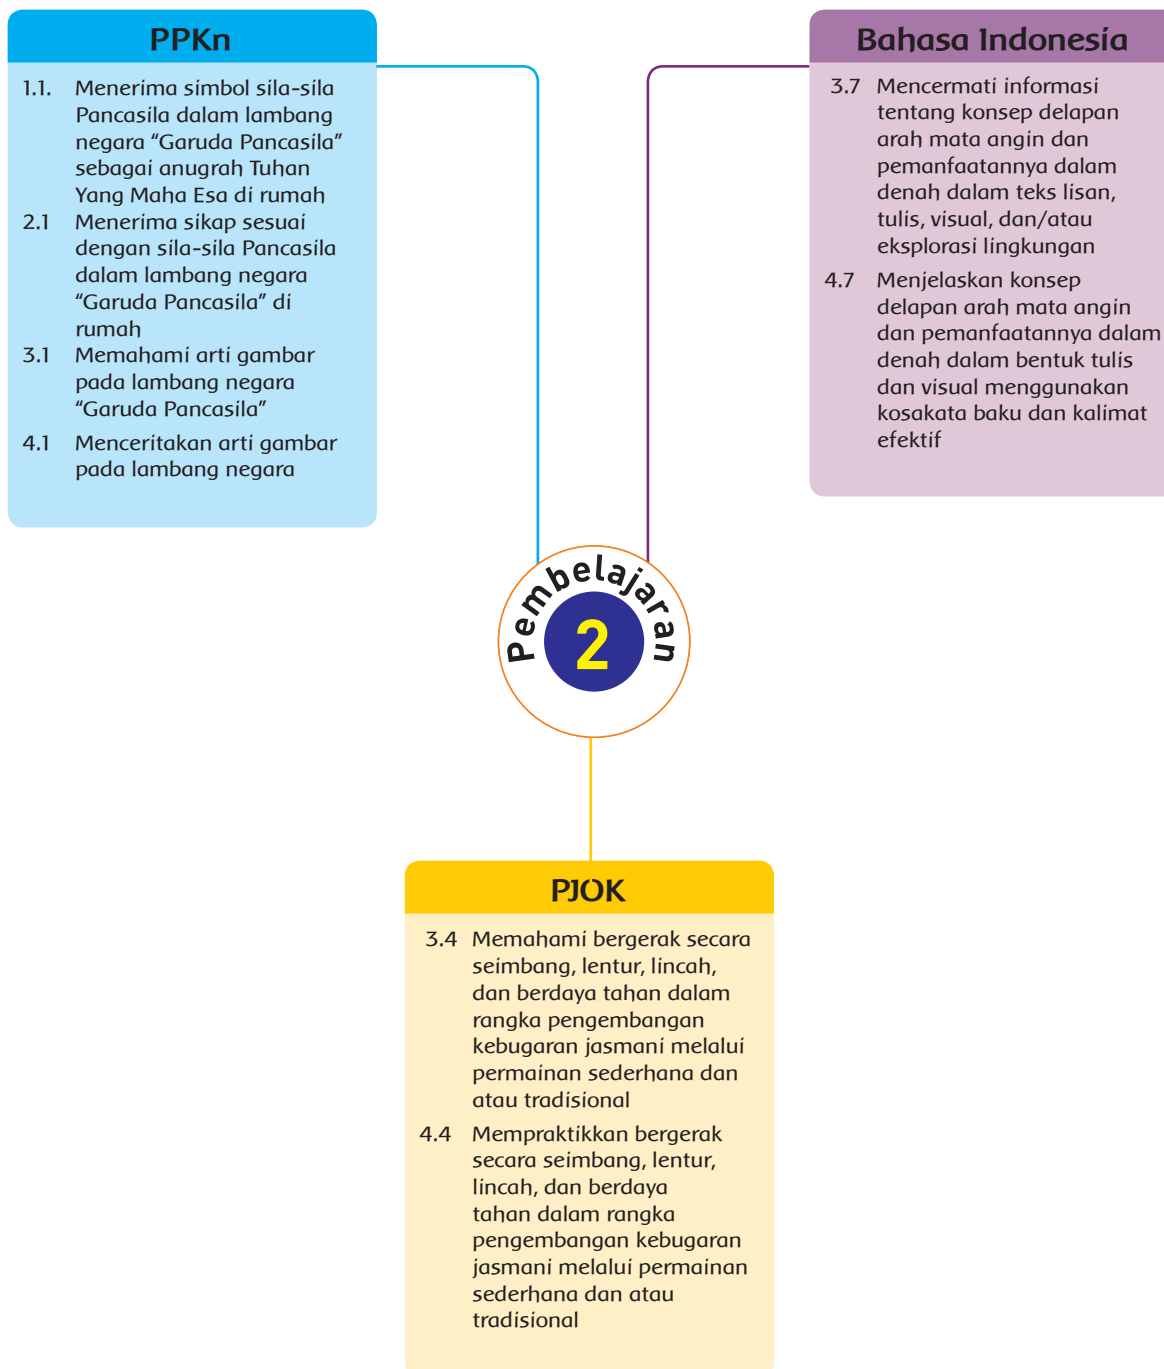 PPKn
1.1. Menerima simbol sila-sila
Pancasila dalam lambang
negara “Garuda Pancasila”
sebagai anugrah Tuhan
Yang Maha Esa di rumah
2.1 Menerima sikap sesuai
dengan sila-sila Pancasila
dalam lambang negara
“Garuda Pancasila” di
rumah
3.1 Memahami arti gambar
pada lambang negara
“Garuda Pancasila”
4.1 Menceritakan arti gambar
pada lambang negara
Bahasa Indonesia
3.7 Mencermati informasi
tentang konsep delapan
arah mata angin dan
pemanfaatannya dalam
denah dalam teks lisan,
tulis, visual, dan/atau
eksplorasi lingkungan
4.7 Menjelaskan konsep
delapan arah mata angin
dan pemanfaatannya dalam
denah dalam bentuk tulis
dan visual menggunakan
kosakata baku dan kalimat
efektif
Pembelajaran
2
PJOK
3.4 Memahami bergerak secara
seimbang, lentur, lincah,
dan berdaya tahan dalam
rangka pengembangan
kebugaran jasmani melalui
permainan sederhana dan
atau tradisional
4.4 Mempraktikkan bergerak
secara seimbang, lentur,
lincah, dan berdaya
tahan dalam rangka
pengembangan kebugaran
jasmani melalui permainan
sederhana dan atau
tradisional